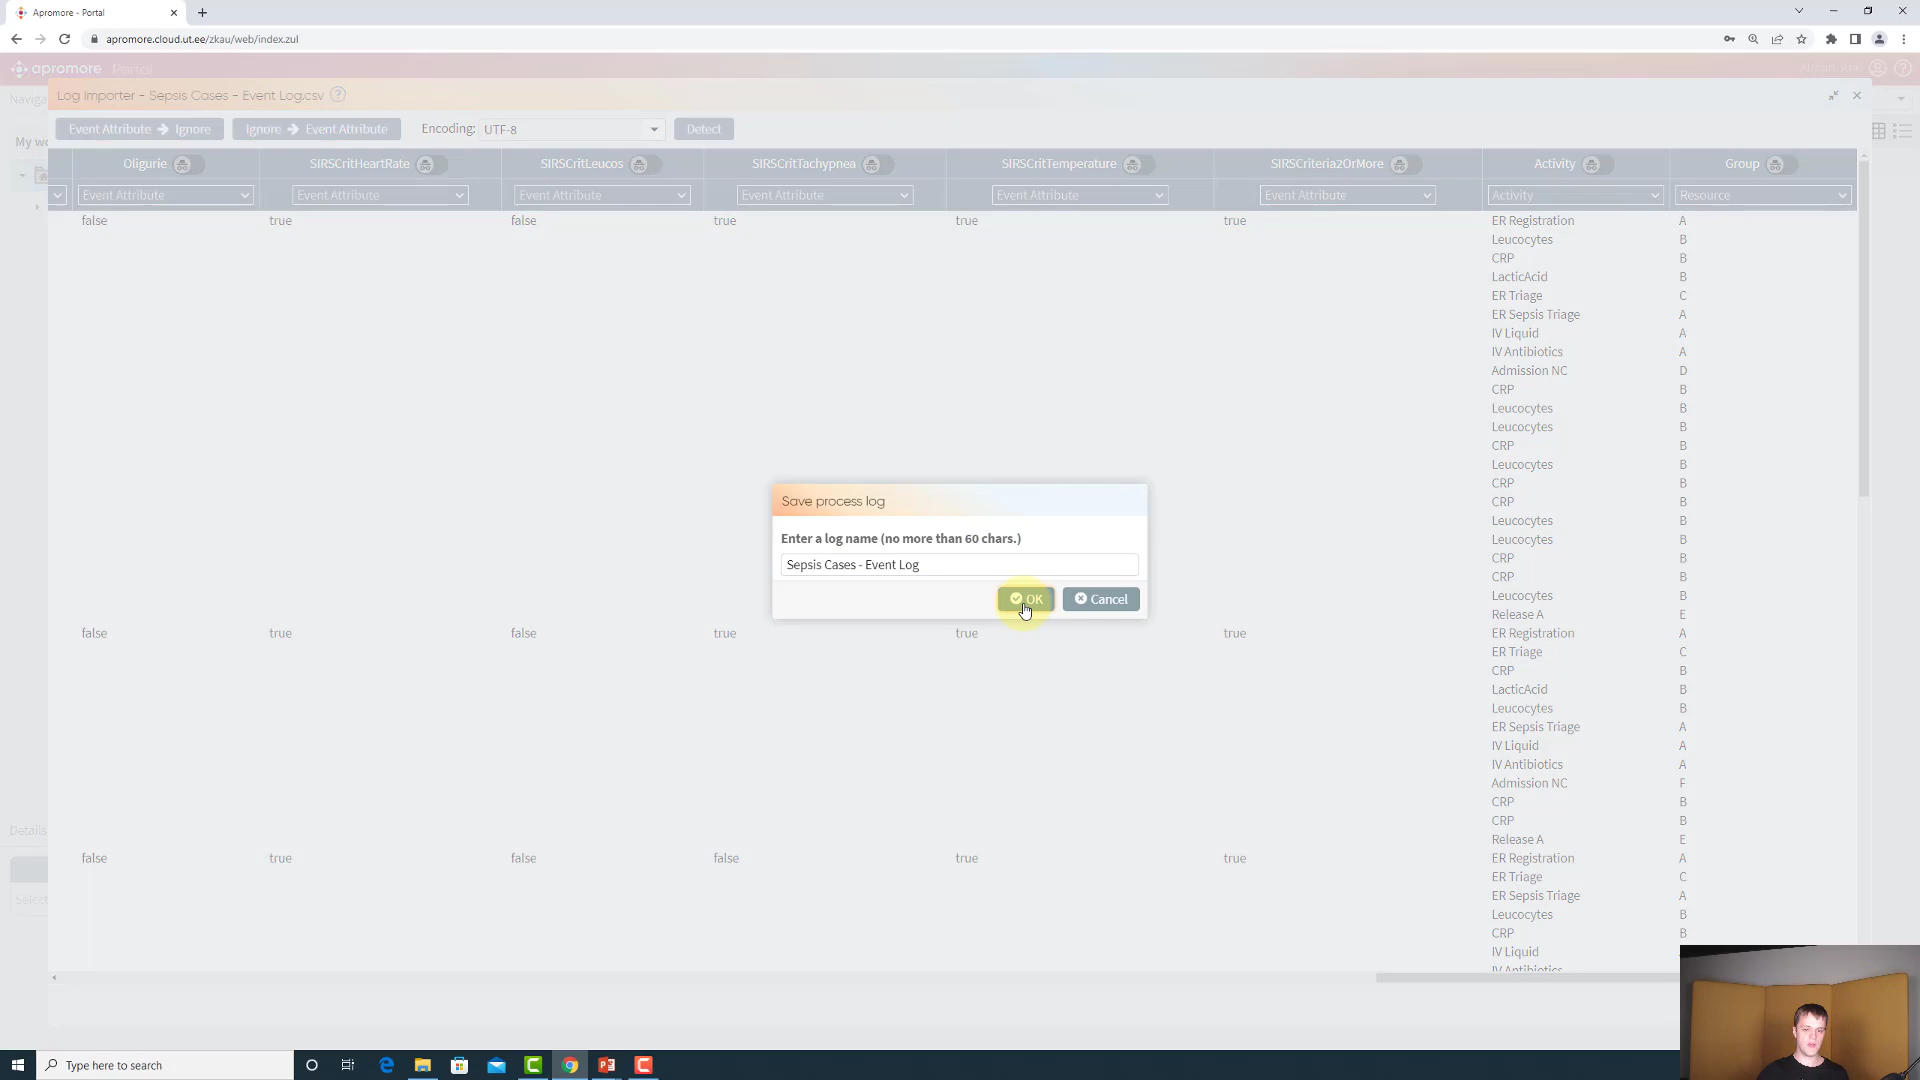 Apromore - Portal
apromore.cloud.ut.ee/zkau/web/index.zul
apromore Portal
Log Importer - Sepsis Cases - Event Log.csv
Event Attribute → Ignore
Ignore → Event Attribute
Encoding: UTF-8
Detect
My wo
Oligurie SIRSCritHeartRate SIRSCritLeucos SIRSCritTachypnea SIRSCritTemperature SIRSCriteria2OrMore Activity Group
Event Attribute Event Attribute Event Attribute Event Attribute Event Attribute Event Attribute Activity Resource
false true false true true true ER Registration A
Leucocytes B
CRP B
LacticAcid B
ER Triage C
ER Sepsis Triage A
IV Liquid A
IV Antibiotics A
Admission NC D
CRP B
Leucocytes B
Leucocytes B
CRP B
Leucocytes B
CRP B
CRP B
Leucocytes B
Leucocytes B
CRP B
CRP B
Leucocytes B
Release A E
false true false true true true ER Registration A
ER Triage C
CRP B
LacticAcid B
Leucocytes B
ER Sepsis Triage A
IV Liquid A
IV Antibiotics A
Admission NC F
CRP B
CRP B
Release A E
false true false false true true ER Registration A
ER Triage C
ER Sepsis Triage A
Leucocytes B
CRP B
IV Liquid
IV Antibiotics
Save process log
Enter a log name (no more than 60 chars.)
Sepsis Cases - Event Log
OK
Cancel
Details
Select
Type here to search